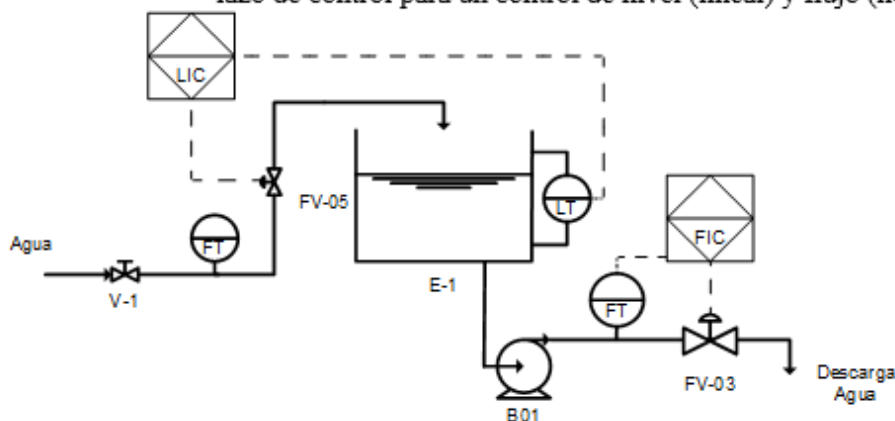 lazo de control para un control de nivel (lineal) y flujo
LIC
FV-05
LT
FIC
Agua
FT
V-1
E-1
FT
FV-03
Descarga
Agua
B01